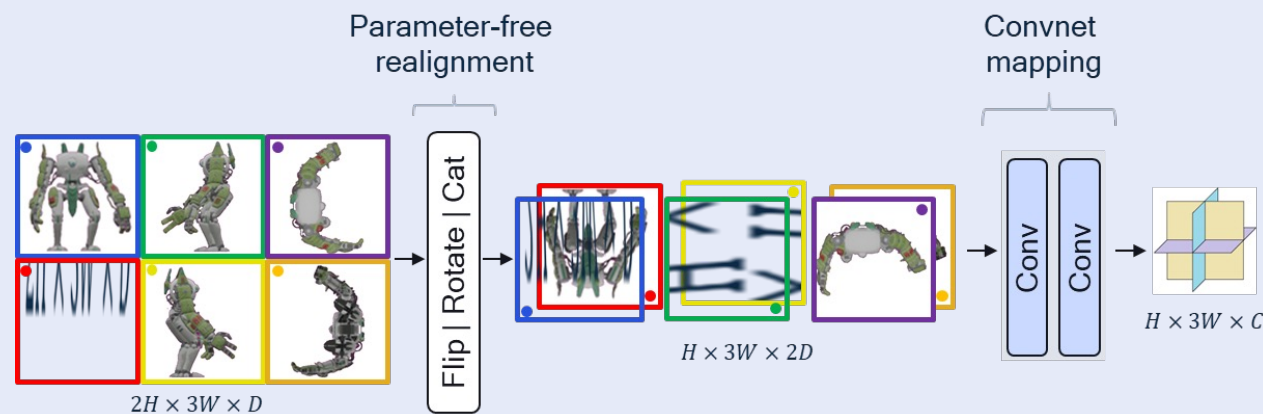 Parameter-free
realignment
Convnet
mapping
Flip | Rotate | Cat
Conv
Conv
2H × 3W × D
H × 3W × 2D
H × 3W × C